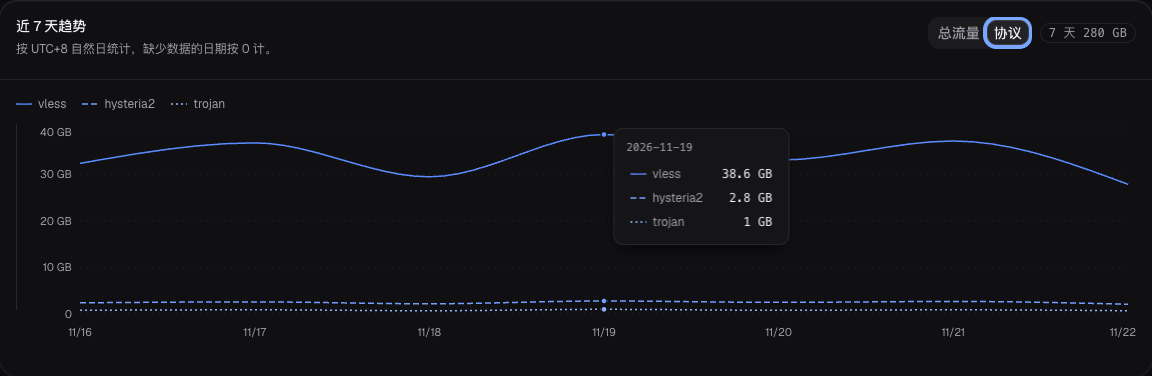 近 7 天趋势
按 UTC+8 自然日统计，缺少数据的日期按 0 计。
总流量 协议 7 天 280 GB
vless hysteria2 trojan
40 GB
30 GB
20 GB
10 GB
0
2026-11-19
vless 38.6 GB
hysteria2 2.8 GB
trojan 1 GB
11/16 11/17 11/18 11/19 11/20 11/21 11/22